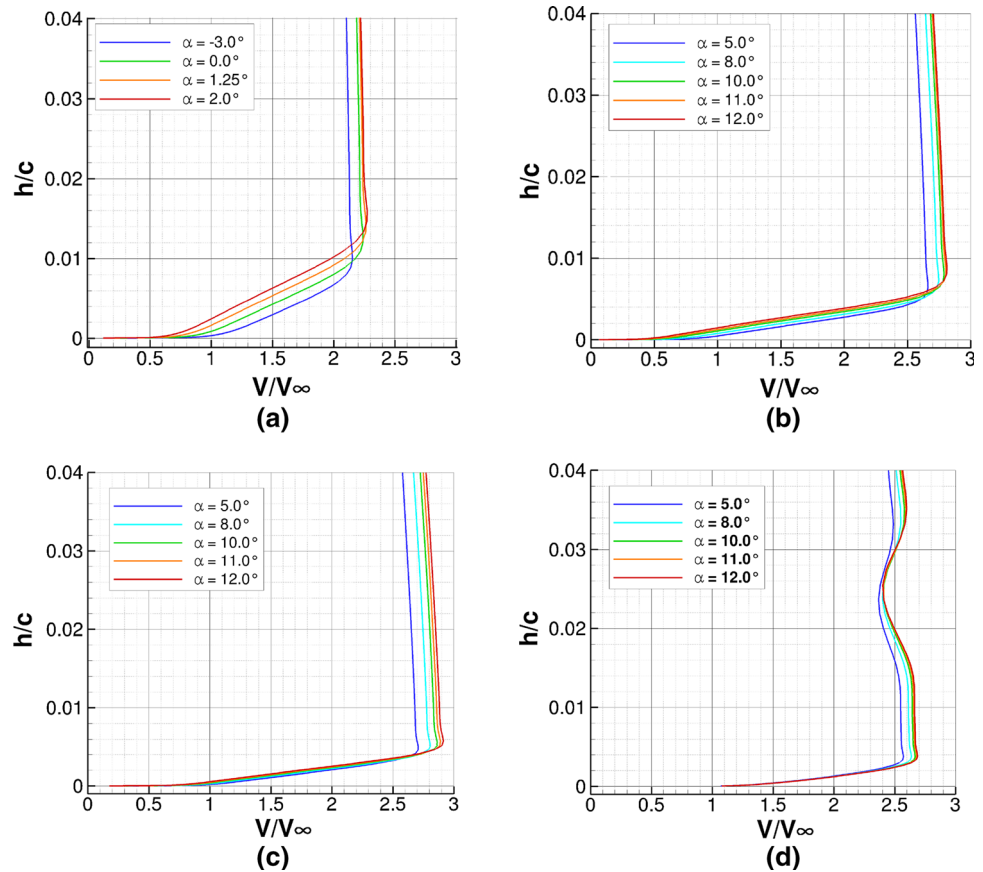 h/c
0.04
0.03
0.02
0.01
0
α = -3.0°
α = 0.0°
α = 1.25°
α = 2.0°
0 0.5 1 1.5 2 2.5 3
V/V∞
(a)
h/c
0.04
0.03
0.02
0.01
0
α = 5.0°
α = 8.0°
α = 10.0°
α = 11.0°
α = 12.0°
0 0.5 1 1.5 2 2.5 3
V/V∞
(b)
h/c
0.04
0.03
0.02
0.01
0
α = 5.0°
α = 8.0°
α = 10.0°
α = 11.0°
α = 12.0°
0 0.5 1 1.5 2 2.5 3
V/V∞
(c)
h/c
0.04
0.03
0.02
0.01
0
α = 5.0°
α = 8.0°
α = 10.0°
α = 11.0°
α = 12.0°
0 0.5 1 1.5 2 2.5 3
V/V∞
(d)